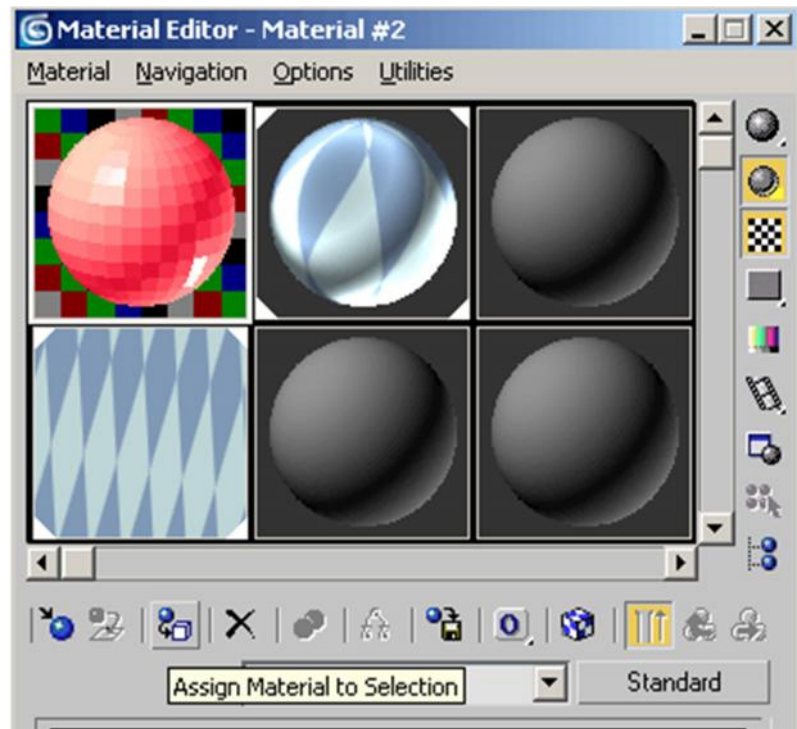 Material Editor - Material #2
Material Navigation Options Utilities
Assign Material to Selection
Standard